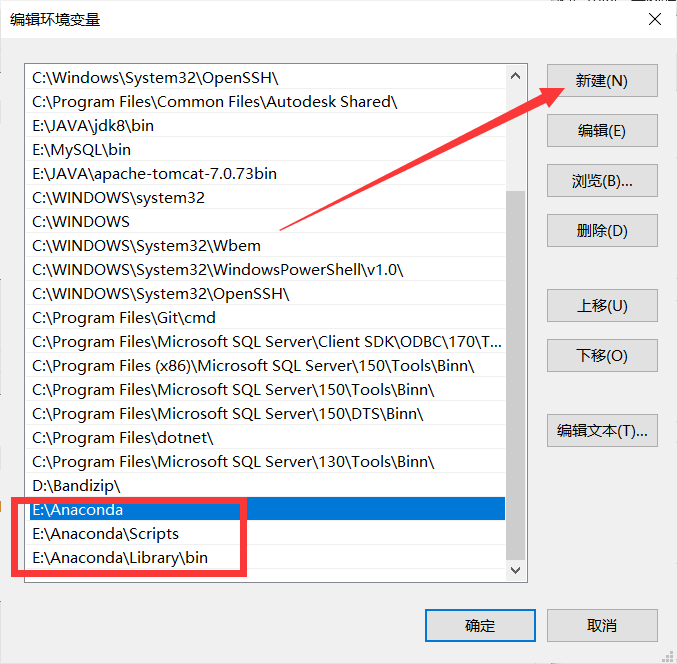 编辑环境变量
C:\Windows\System32\OpenSSH\
C:\Program Files\Common Files\Autodesk Shared\
E:\JAVA\jdk8\bin
E:\MySQL\bin
E:\JAVA\apache-tomcat-7.0.73bin
C:\WINDOWS\system32
C:\WINDOWS
C:\WINDOWS\System32\Wbem
C:\WINDOWS\System32\WindowsPowerShell\v1.0\
C:\WINDOWS\System32\OpenSSH\
C:\Program Files\Git\cmd
C:\Program Files\Microsoft SQL Server\Client SDK\ODBC\170\T...
C:\Program Files (x86)\Microsoft SQL Server\150\Tools\Binn\
C:\Program Files\Microsoft SQL Server\150\Tools\Binn\
C:\Program Files\Microsoft SQL Server\150\DTS\Binn\
C:\Program Files\dotnet\
C:\Program Files\Microsoft SQL Server\130\Tools\Binn\
D:\Bandizip\
E:\Anaconda
E:\Anaconda\Scripts
E:\Anaconda\Library\bin
新建(N)
编辑(E)
浏览(B)...
删除(D)
上移(U)
下移(O)
编辑文本(T)...
确定
取消